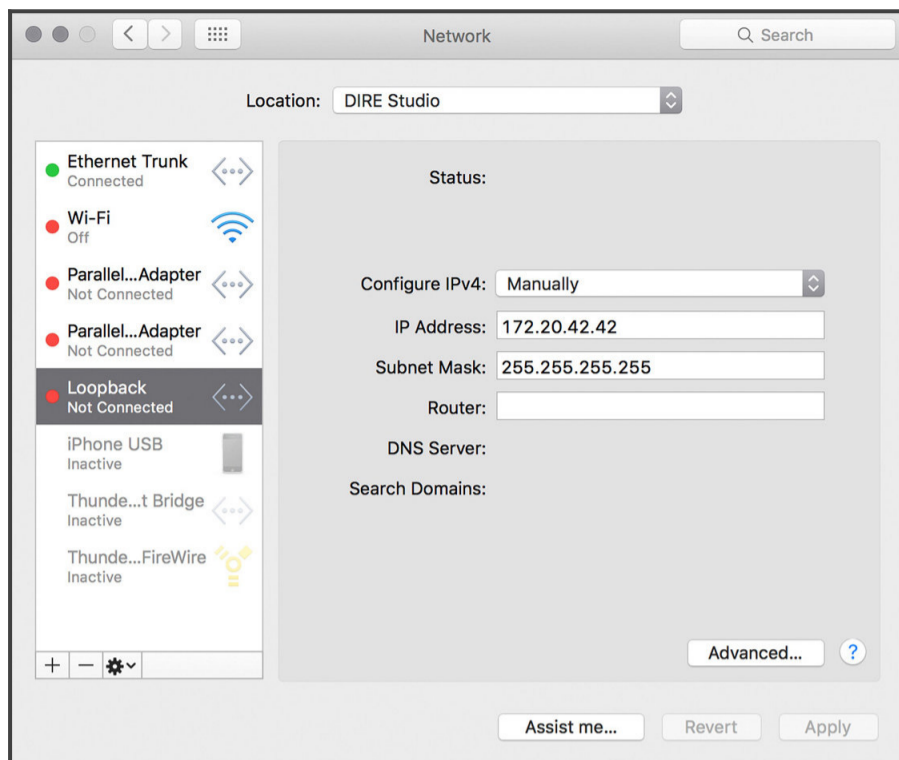 Network
Search
Location: DIRE Studio
Ethernet Trunk
Connected
Wi-Fi
Off
Parallel...Adapter
Not Connected
Parallel...Adapter
Not Connected
Loopback
Not Connected
iPhone USB
Inactive
Thunde...t Bridge
Inactive
Thunde...FireWire
Inactive
Status:
Configure IPv4: Manually
IP Address: 172.20.42.42
Subnet Mask: 255.255.255.255
Router:
DNS Server:
Search Domains:
Advanced... ?
Assist me... Revert Apply